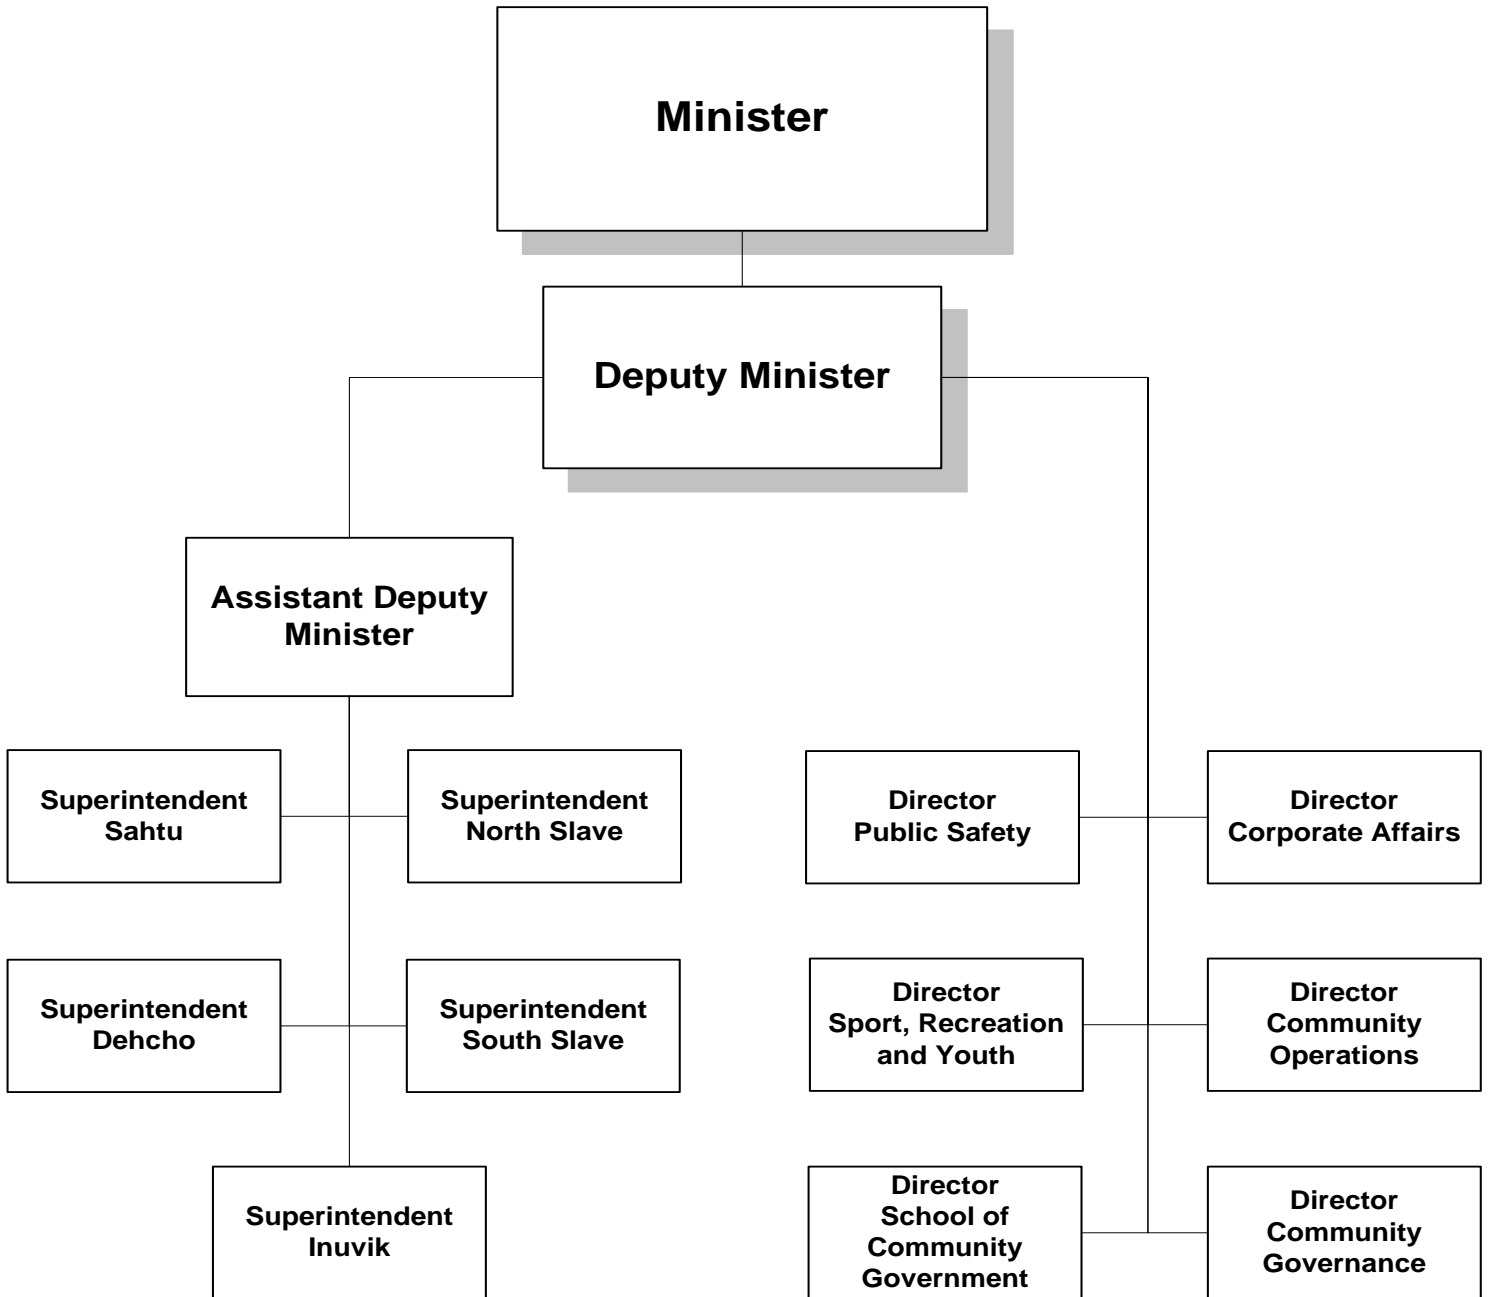 Minister
Deputy Minister
Assistant Deputy
Minister
Superintendent
Sahtu
Superintendent
North Slave
Director
Public Safety
Director
Corporate Affairs
Superintendent
Dehcho
Superintendent
South Slave
Director
Sport, Recreation
and Youth
Director
Community
Operations
Superintendent
Inuvik
Director
School of
Community
Government
Director
Community
Governance